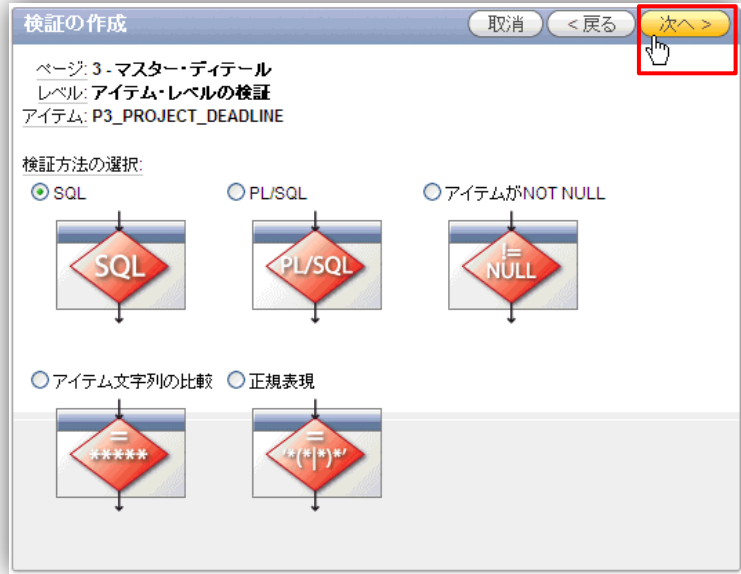 検証の作成
取消
< 戻る
次へ >
ページ: 3 - マスター・ディテール
レベル: アイテム・レベルの検証
アイテム: P3_PROJECT_DEADLINE
検証方法の選択:
SQL
PL/SQL
アイテムがNOT NULL
SQL
PL/SQL
!=
NULL
アイテム文字列の比較
正規表現
=
*****
=
'*(*|*)*'